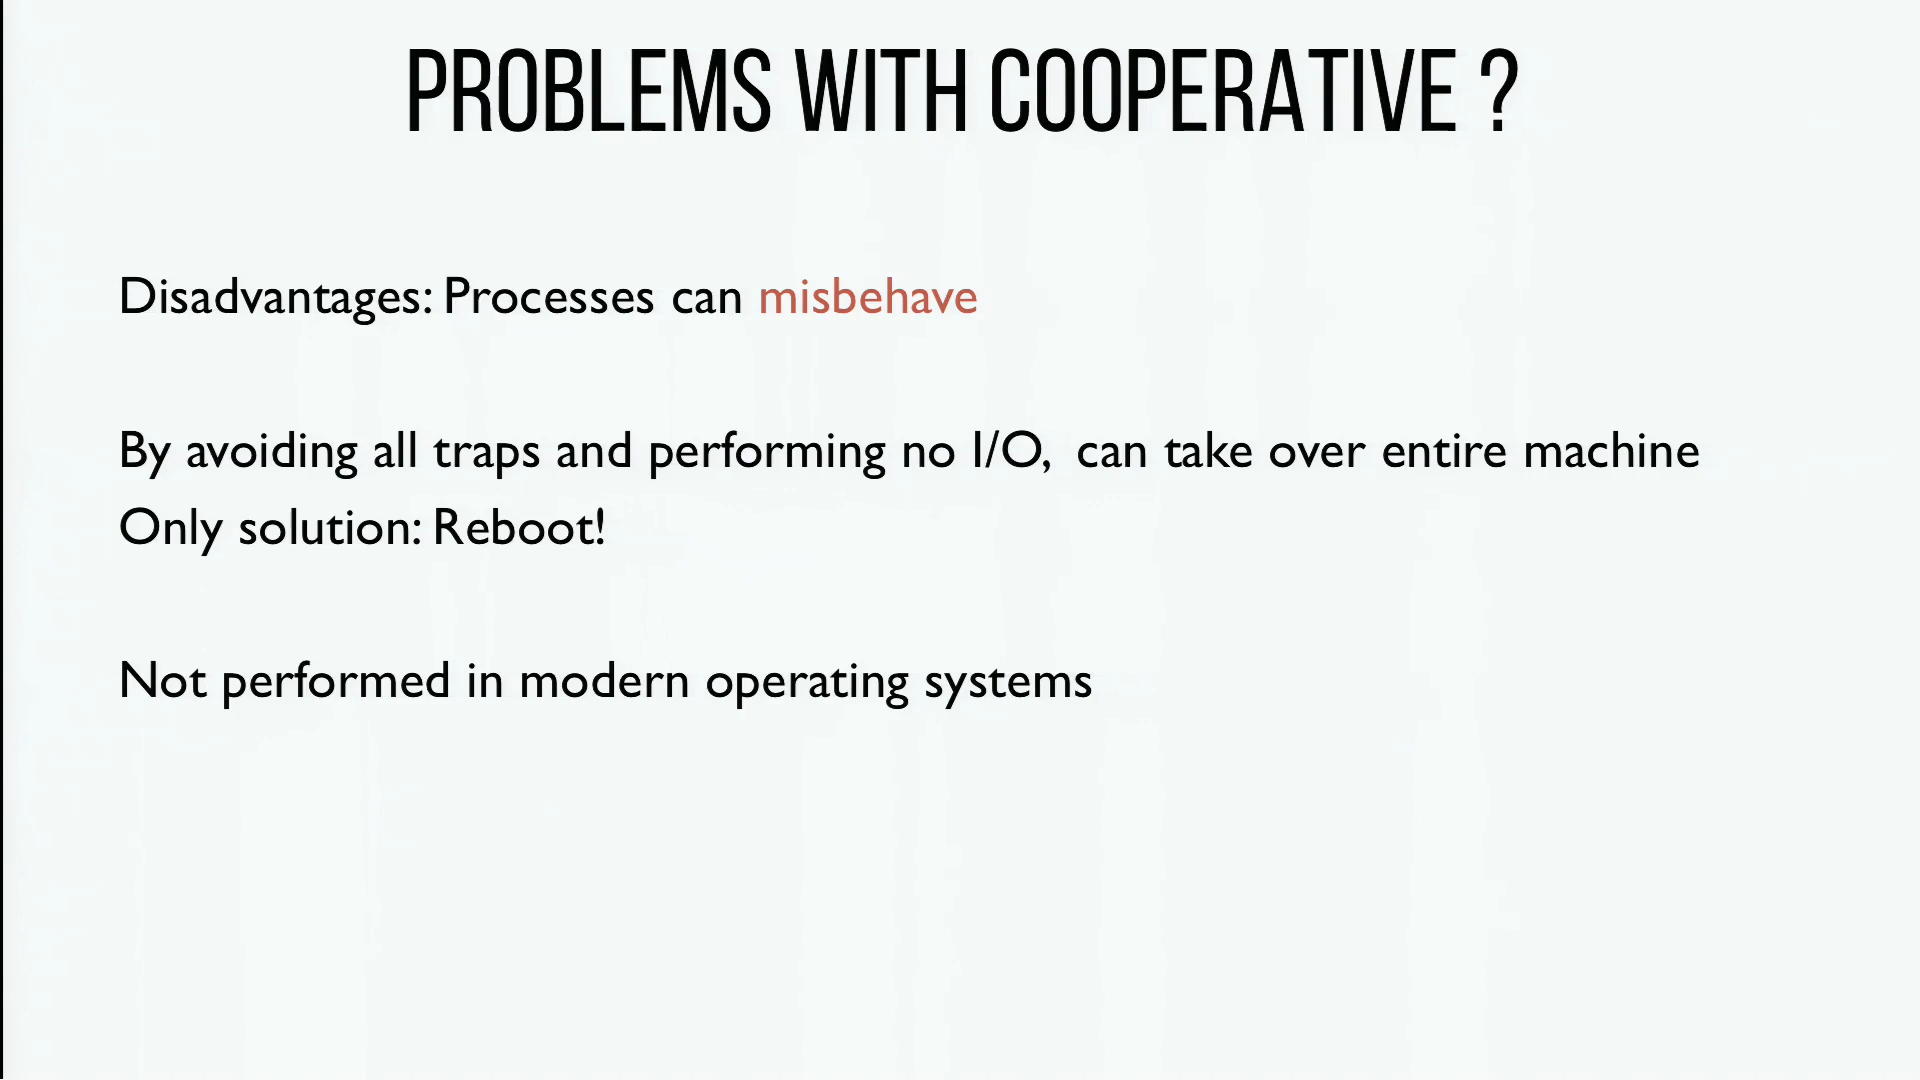 PROBLEMS WITH COOPERATIVE ?
Disadvantages: Processes can misbehave
By avoiding all traps and performing no I/O, can take over entire machine
Only solution: Reboot!
Not performed in modern operating systems